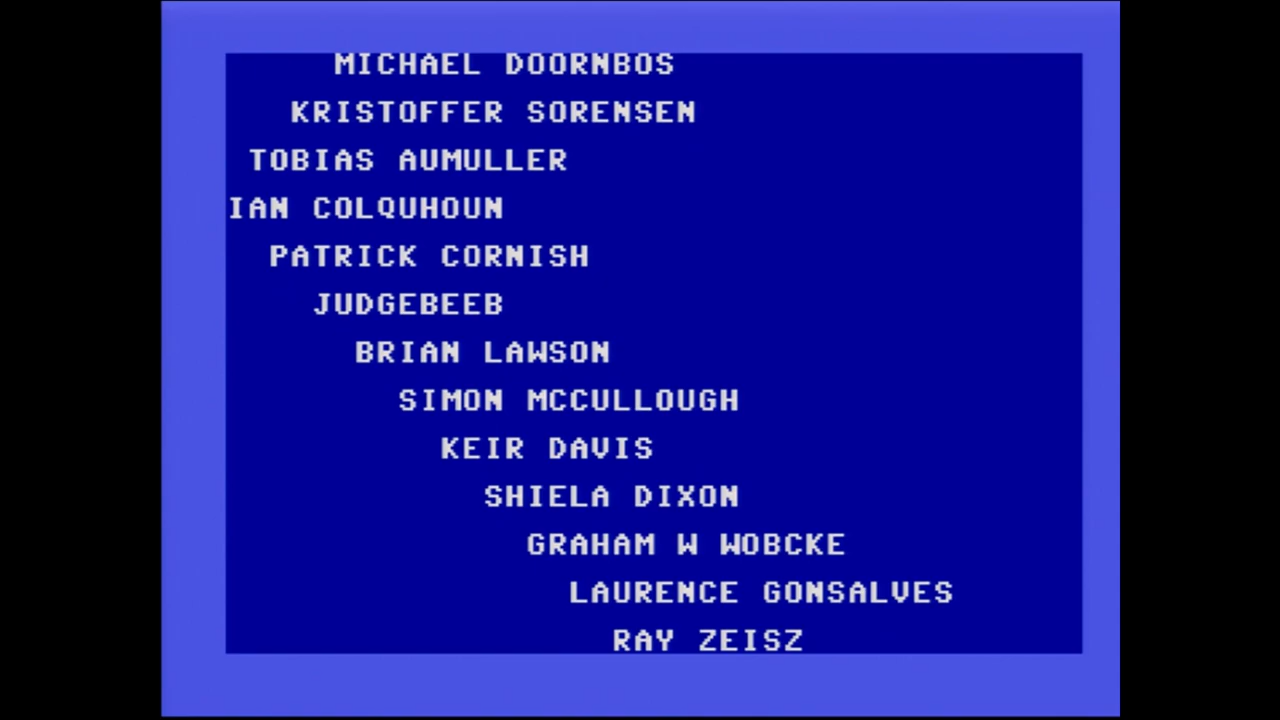 MICHAEL DOORNBOS
KRISTOFFER SORENSEN
TOBIAS AUMULLER
IAN COLQUHOUN
PATRICK CORNISH
JUDGEBEEB
BRIAN LAWSON
SIMON MCCULLOUGH
KEIR DAVIS
SHIELA DIXON
GRAHAM W WOBCKE
LAURENCE GONSALVES
RAY ZEISZ